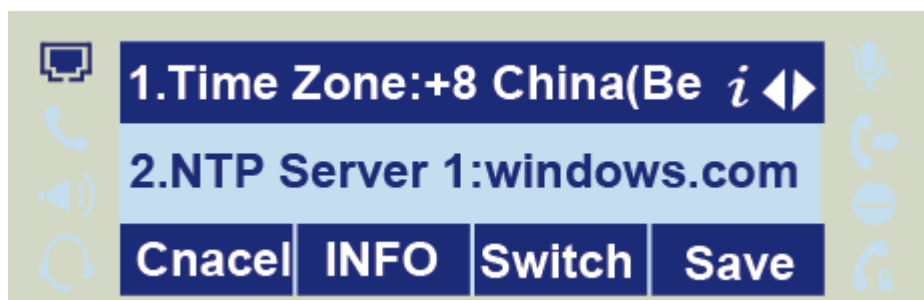 1.Time Zone:+8 China(Be i
2.NTP Server 1:windows.com
Cnacel INFO Switch Save